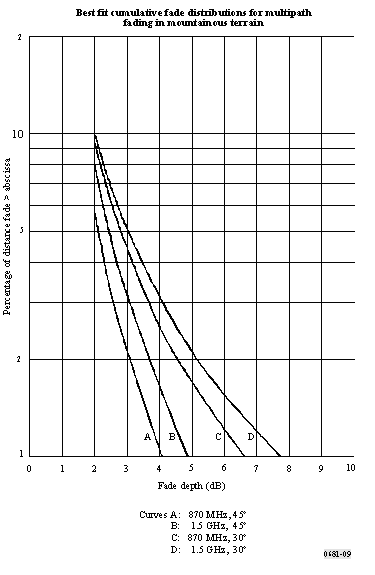 Best fit cumulative fade distributions for multipath
fading in mountainous terrain
Percentage of distance fade > abscissa
2
10
5
2
1
A
B
C
D
0 1 2 3 4 5 6 7 8 9 10
Fade depth (dB)
Curves A: 870 MHz, 45°
B: 1.5 GHz, 45°
C: 870 MHz, 30°
D: 1.5 GHz, 30°
0681-09